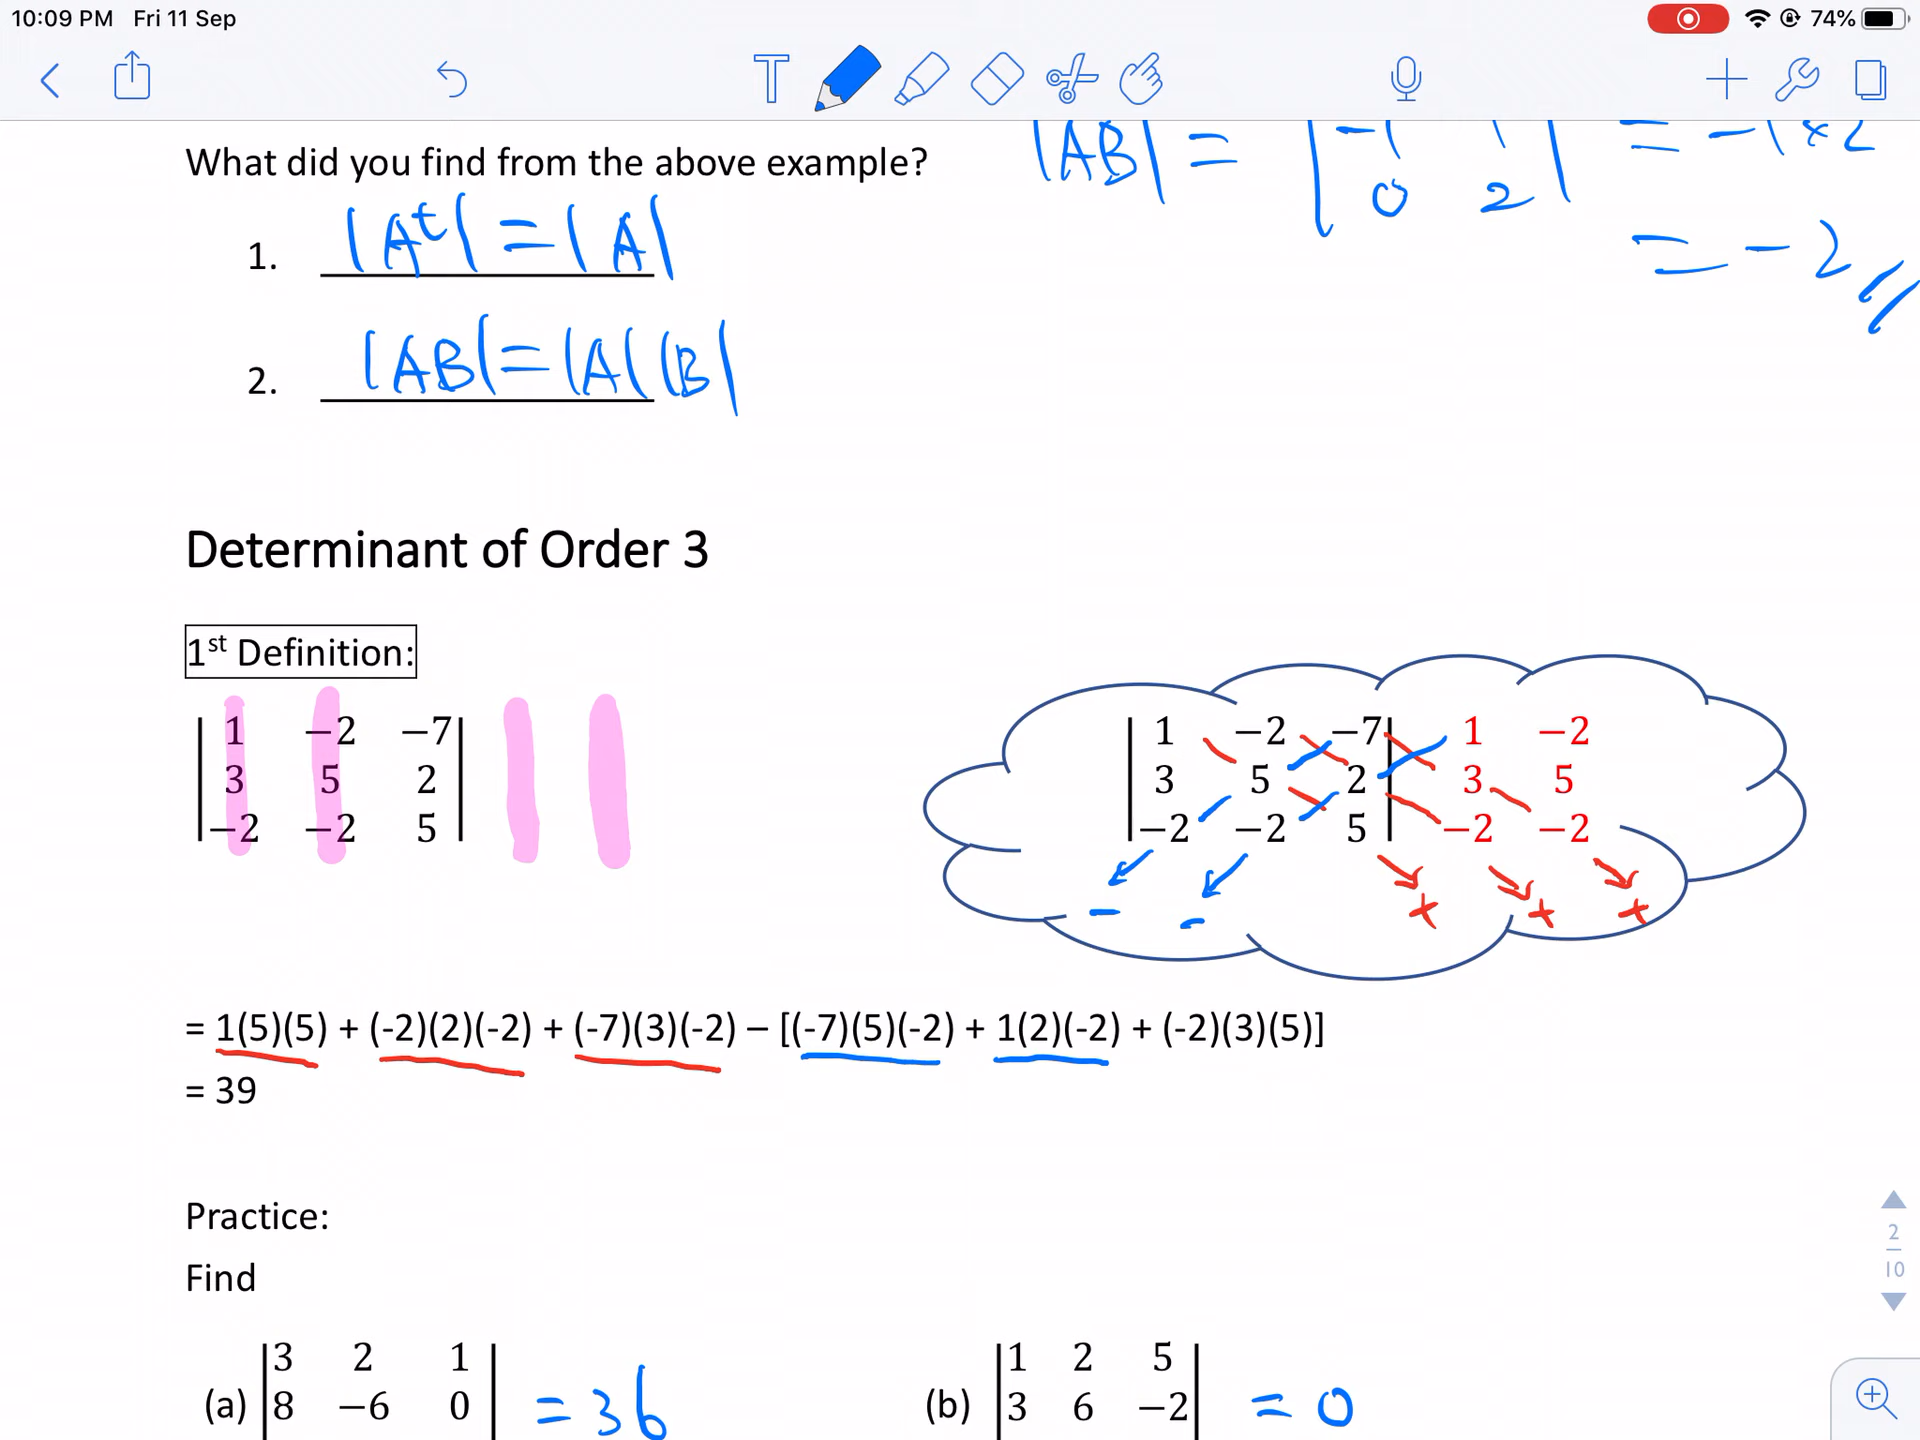 10:09 PM Fri 11 Sep 74%
T
What did you find from the above example?
|AB| = |-1 1 = -1×2
0 2|
= -2 //
1. |Aᵗ| = |A|
2. |AB| = |A||B|
Determinant of Order 3
1st Definition:
|1 −2 −7|
|3 5 2|
|−2 −2 5|
|1 −2 −7| 1 −2
|3 5 2| 3 5
|−2 −2 5| −2 −2
- - + + +
= 1(5)(5) + (-2)(2)(-2) + (-7)(3)(-2) – [(-7)(5)(-2) + 1(2)(-2) + (-2)(3)(5)]
= 39
Practice:
Find
2
10
(a) |3 2 1|
|8 −6 0| = 36
(b) |1 2 5|
|3 6 −2| = 0